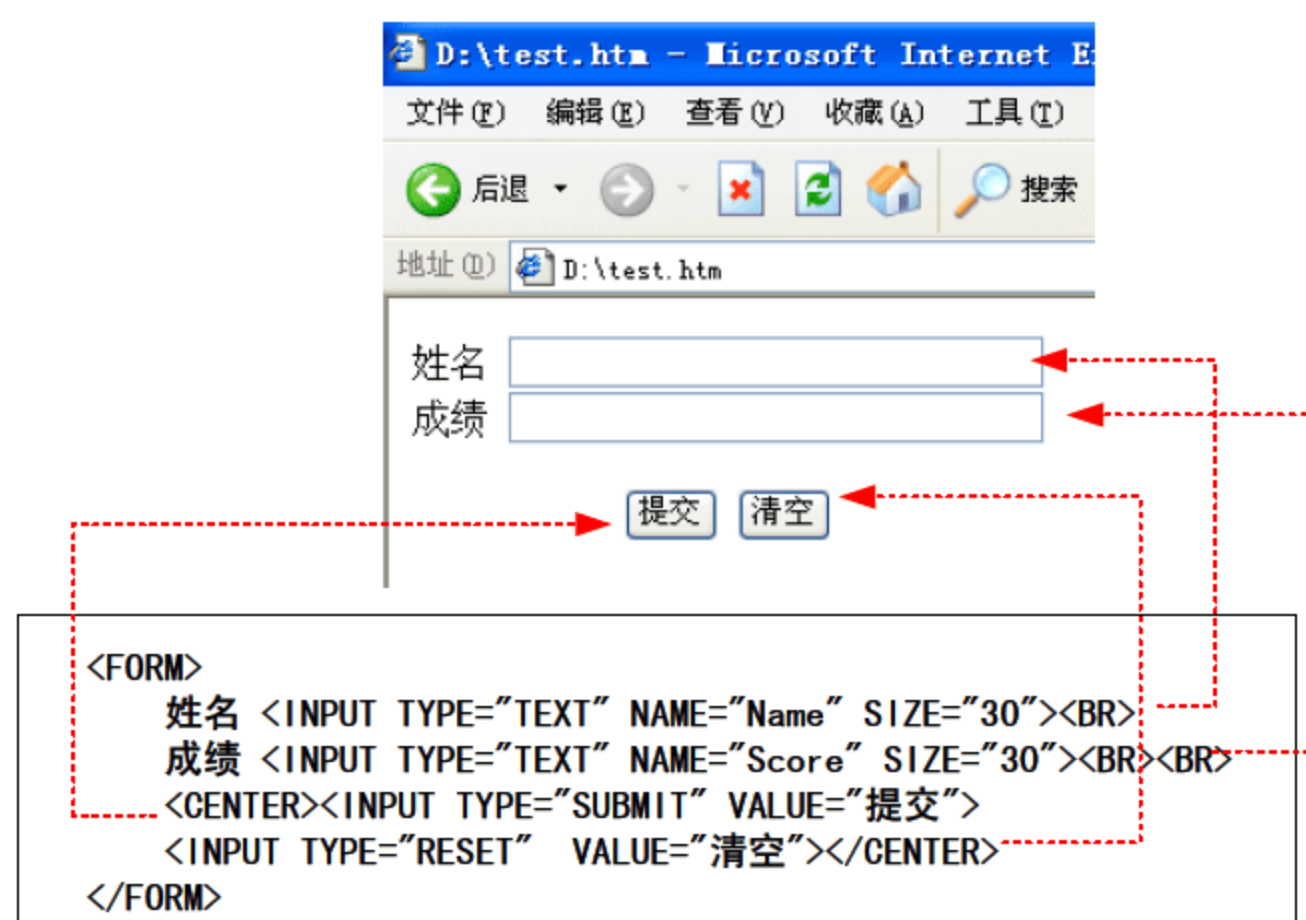 D:\test.htm - Microsoft Internet E
文件(F) 编辑(E) 查看(V) 收藏(A) 工具(T)
后退 搜索
地址(D) D:\test.htm
姓名
成绩
提交 清空
<FORM>
姓名 <INPUT TYPE="TEXT" NAME="Name" SIZE="30"><BR>
成绩 <INPUT TYPE="TEXT" NAME="Score" SIZE="30"><BR><BR>
<CENTER><INPUT TYPE="SUBMIT" VALUE="提交">
<INPUT TYPE="RESET" VALUE="清空"></CENTER>
</FORM>